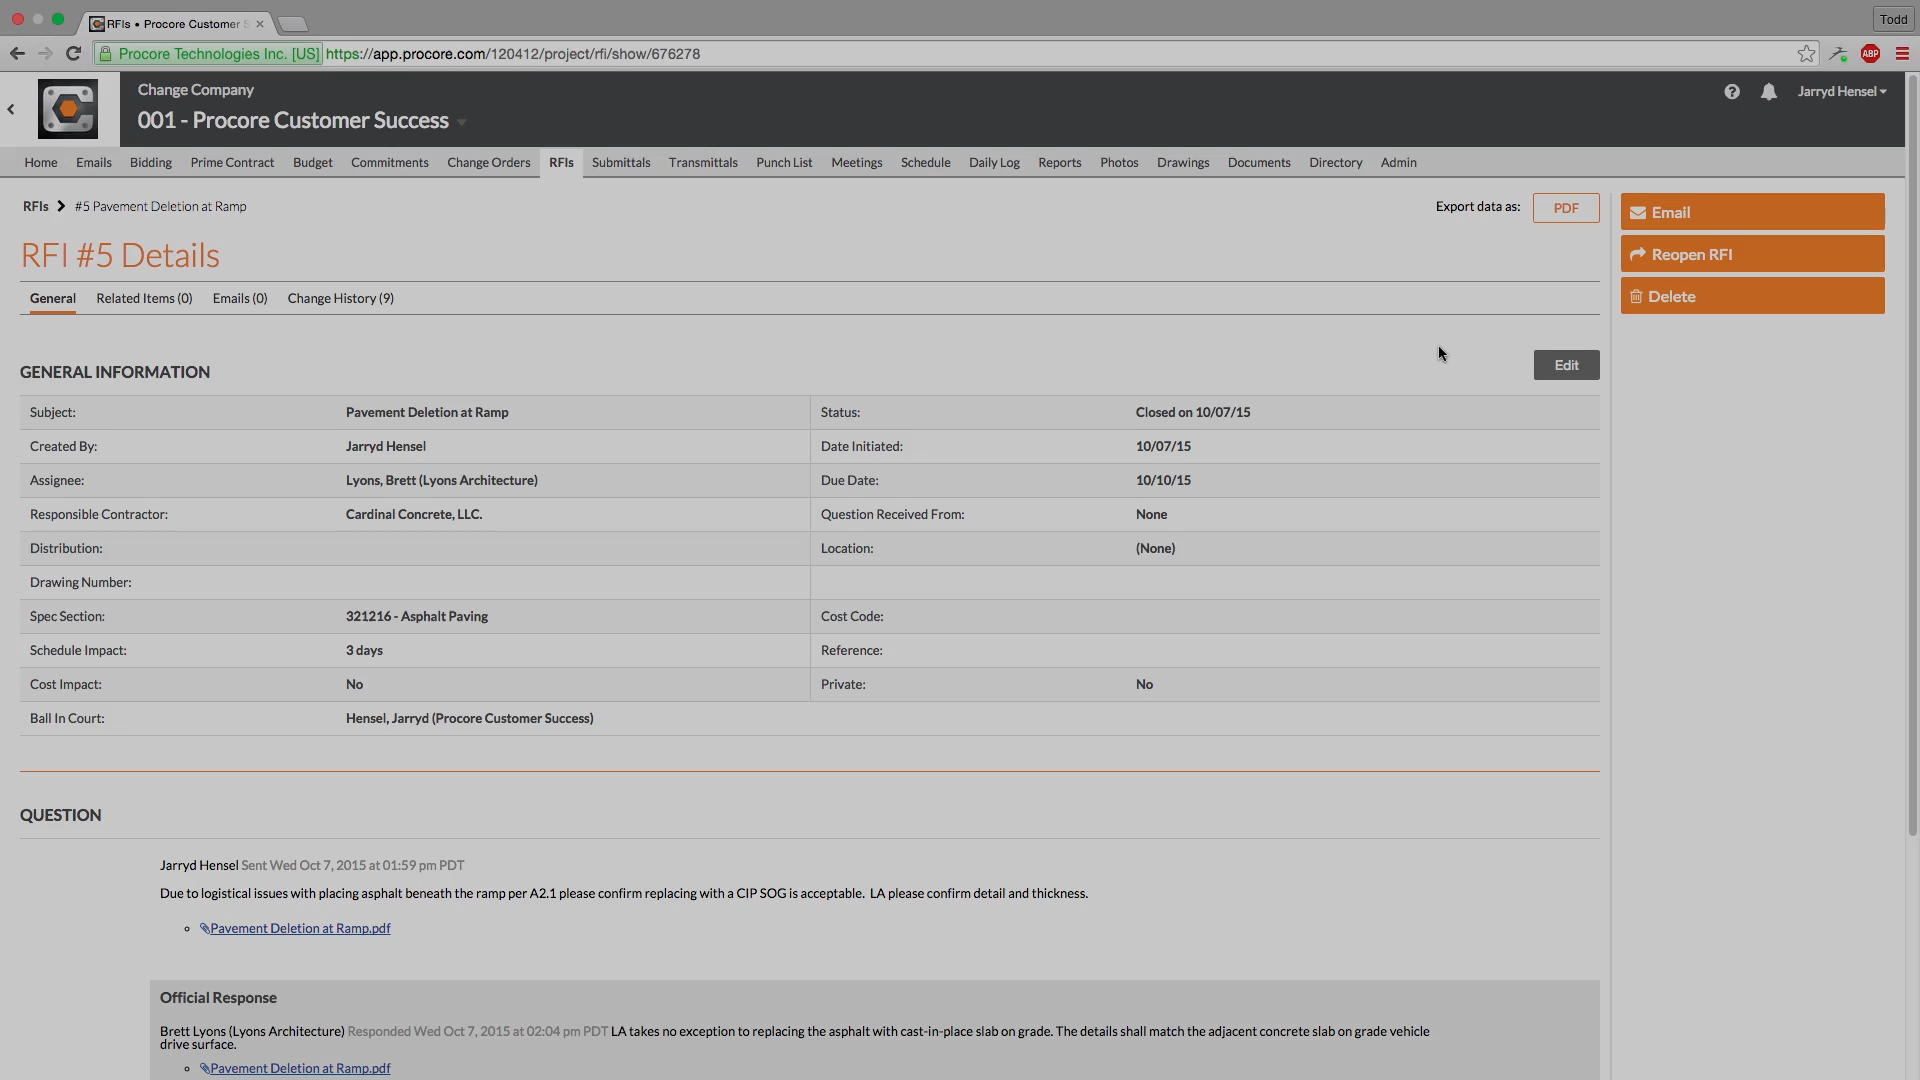 RFIs • Procore Customer S
Todd
Procore Technologies Inc. [US] https://app.procore.com/120412/project/rfi/show/676278
ABP
Change Company
001 - Procore Customer Success
Jarryd Hensel
Home Emails Bidding Prime Contract Budget Commitments Change Orders RFIs Submittals Transmittals Punch List Meetings Schedule Daily Log Reports Photos Drawings Documents Directory Admin
RFIs > #5 Pavement Deletion at Ramp
Export data as: PDF
Email
RFI #5 Details
Reopen RFI
General Related Items (0) Emails (0) Change History (9)
Delete
GENERAL INFORMATION
Edit
Subject: Pavement Deletion at Ramp Status: Closed on 10/07/15
Created By: Jarryd Hensel Date Initiated: 10/07/15
Assignee: Lyons, Brett (Lyons Architecture) Due Date: 10/10/15
Responsible Contractor: Cardinal Concrete, LLC. Question Received From: None
Distribution: Location: (None)
Drawing Number:
Spec Section: 321216 - Asphalt Paving Cost Code:
Schedule Impact: 3 days Reference:
Cost Impact: No Private: No
Ball In Court: Hensel, Jarryd (Procore Customer Success)
QUESTION
Jarryd Hensel Sent Wed Oct 7, 2015 at 01:59 pm PDT
Due to logistical issues with placing asphalt beneath the ramp per A2.1 please confirm replacing with a CIP SOG is acceptable. LA please confirm detail and thickness.
Pavement Deletion at Ramp.pdf
Official Response
Brett Lyons (Lyons Architecture) Responded Wed Oct 7, 2015 at 02:04 pm PDT LA takes no exception to replacing the asphalt with cast-in-place slab on grade. The details shall match the adjacent concrete slab on grade vehicle
drive surface.
Pavement Deletion at Ramp.pdf